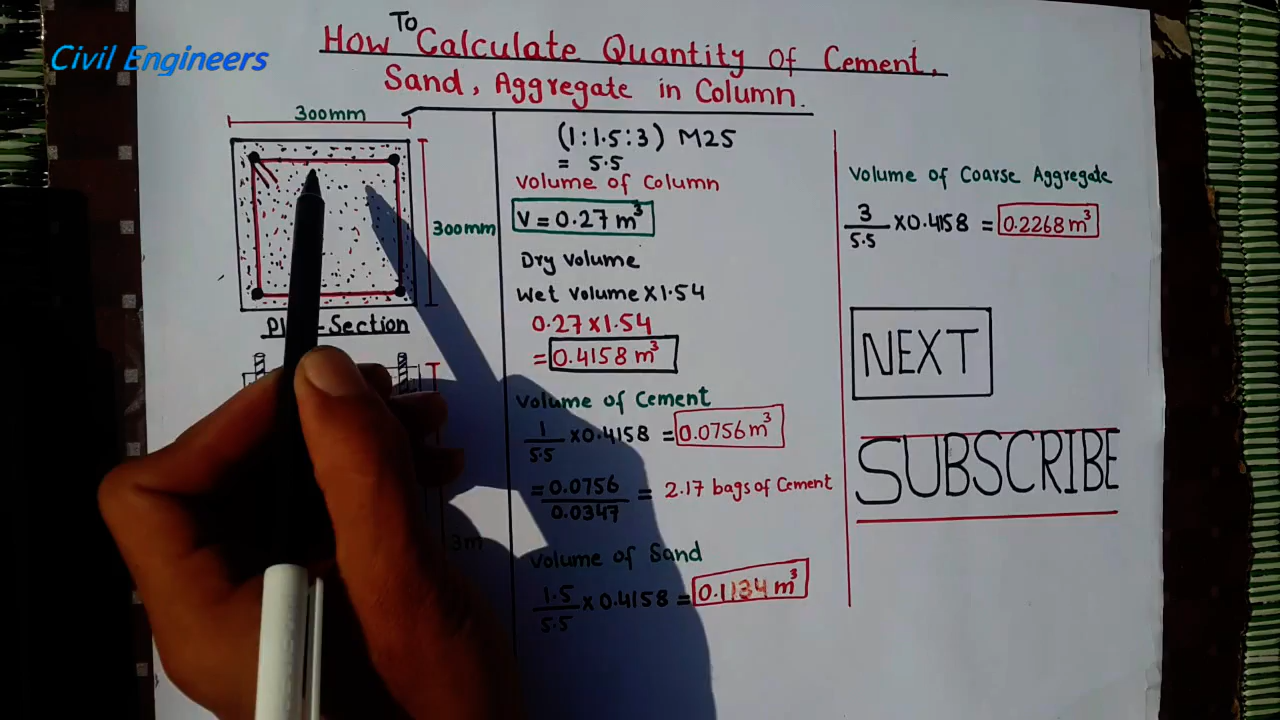 Civil Engineers
How To Calculate Quantity Of Cement,
Sand, Aggregate in Column.
300mm
300mm
Section
3m
(1:1.5:3) M25
= 5.5
Volume of Column
V = 0.27 m³
Dry Volume
Wet Volume X 1.54
0.27 X 1.54
= 0.4158 m³
Volume of Cement
1/5.5 X 0.4158 = 0.0756 m³
= 0.0756/0.0347 = 2.17 bags of Cement
Volume of Sand
1.5/5.5 X 0.4158 = 0.1134 m³
Volume of Coarse Aggregate
3/5.5 X 0.4158 = 0.2268 m³
NEXT
SUBSCRIBE